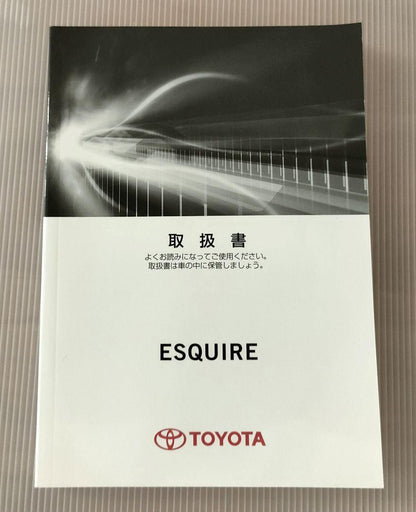 取扱書
よくお読みになってご使用ください。
取扱書は車の中に保管しましょう。
ESQUIRE
TOYOTA